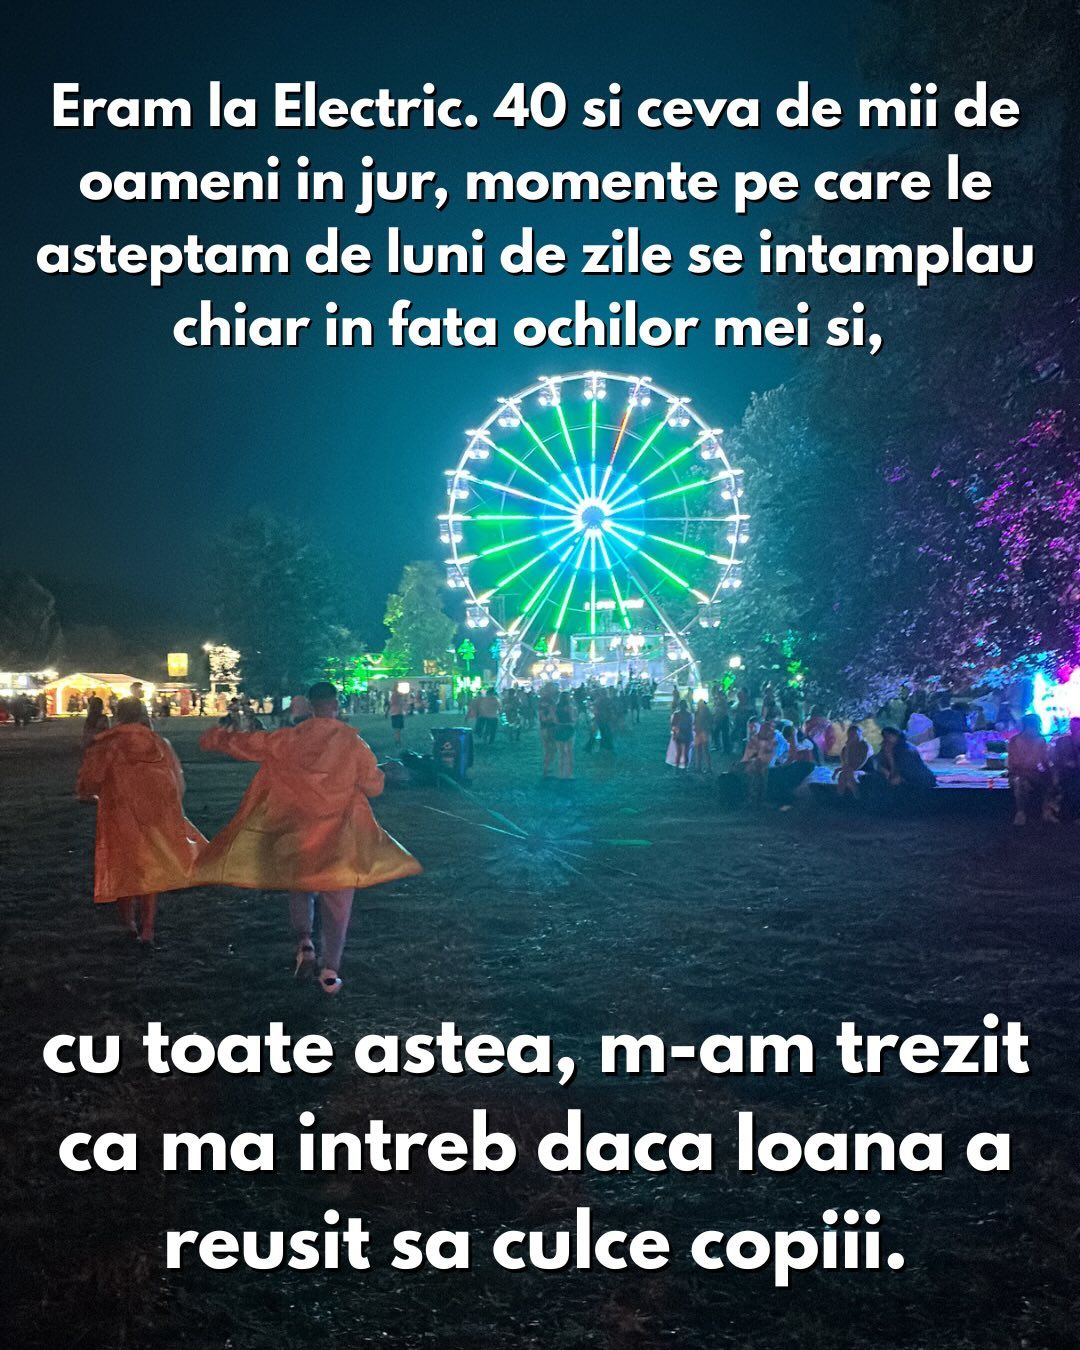 Eram la Electric. 40 si ceva de mii de
oameni in jur, momente pe care le
asteptam de luni de zile se intamplau
chiar in fata ochilor mei si,
cu toate astea, m-am trezit
ca ma intreb daca Ioana a
reusit sa culce copiii.